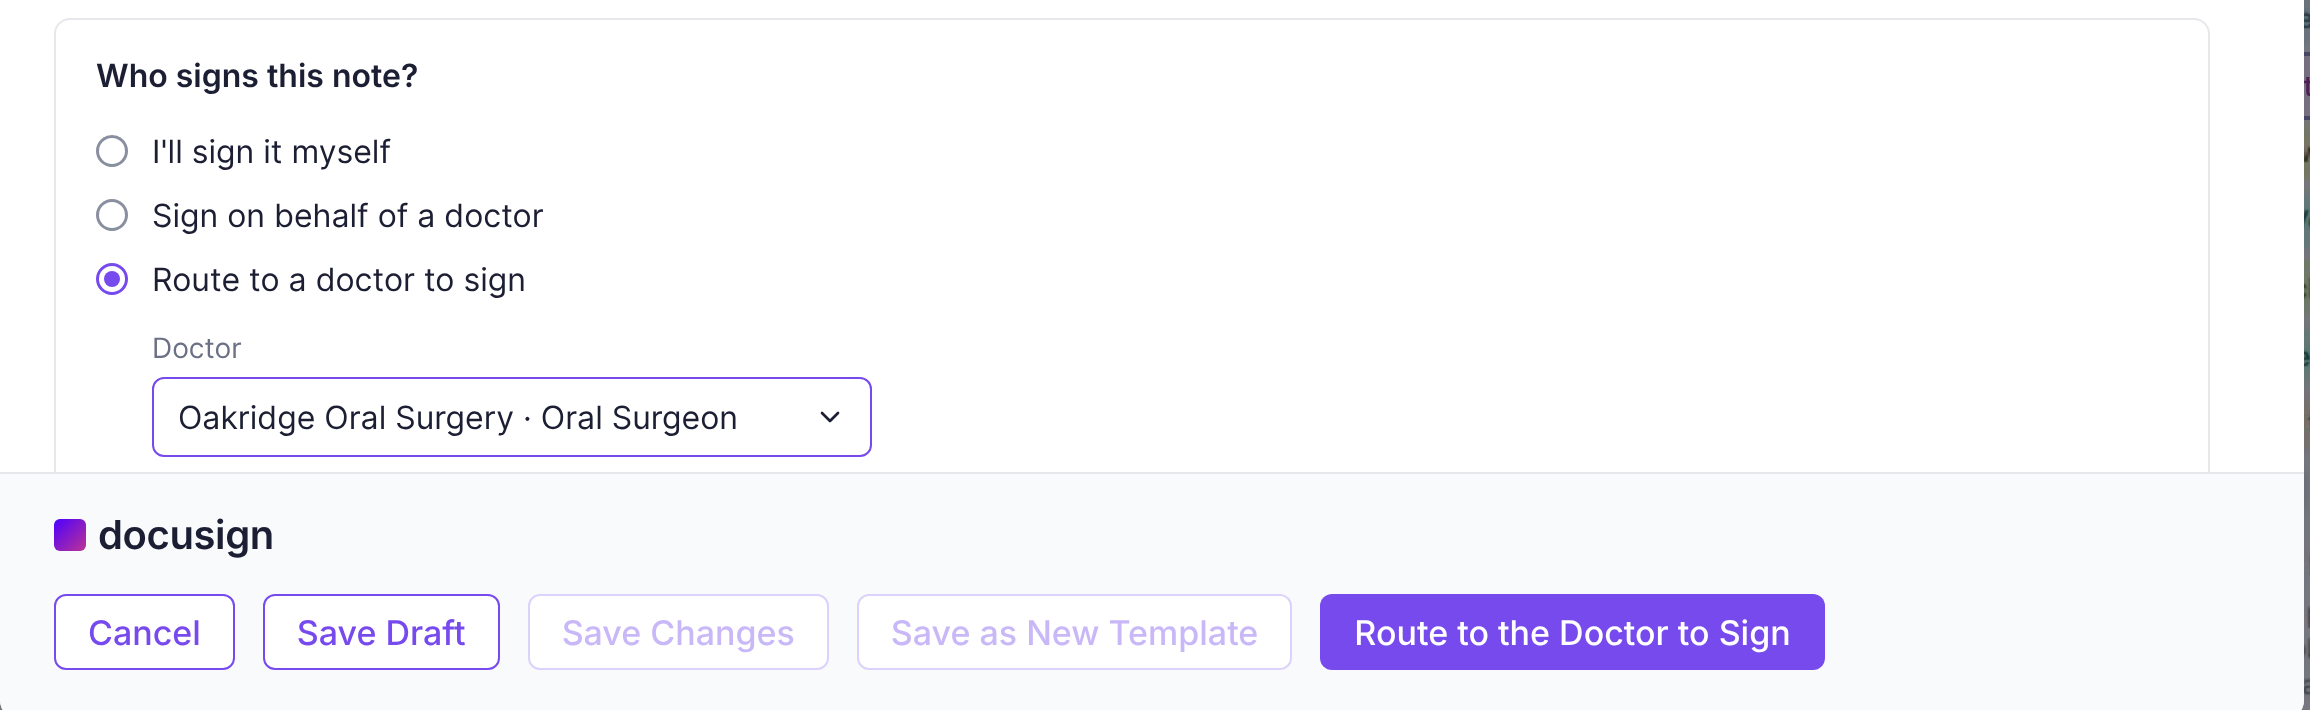 Who signs this note?
I'll sign it myself
Sign on behalf of a doctor
Route to a doctor to sign
Doctor
Oakridge Oral Surgery · Oral Surgeon
docusign
Cancel
Save Draft
Save Changes
Save as New Template
Route to the Doctor to Sign